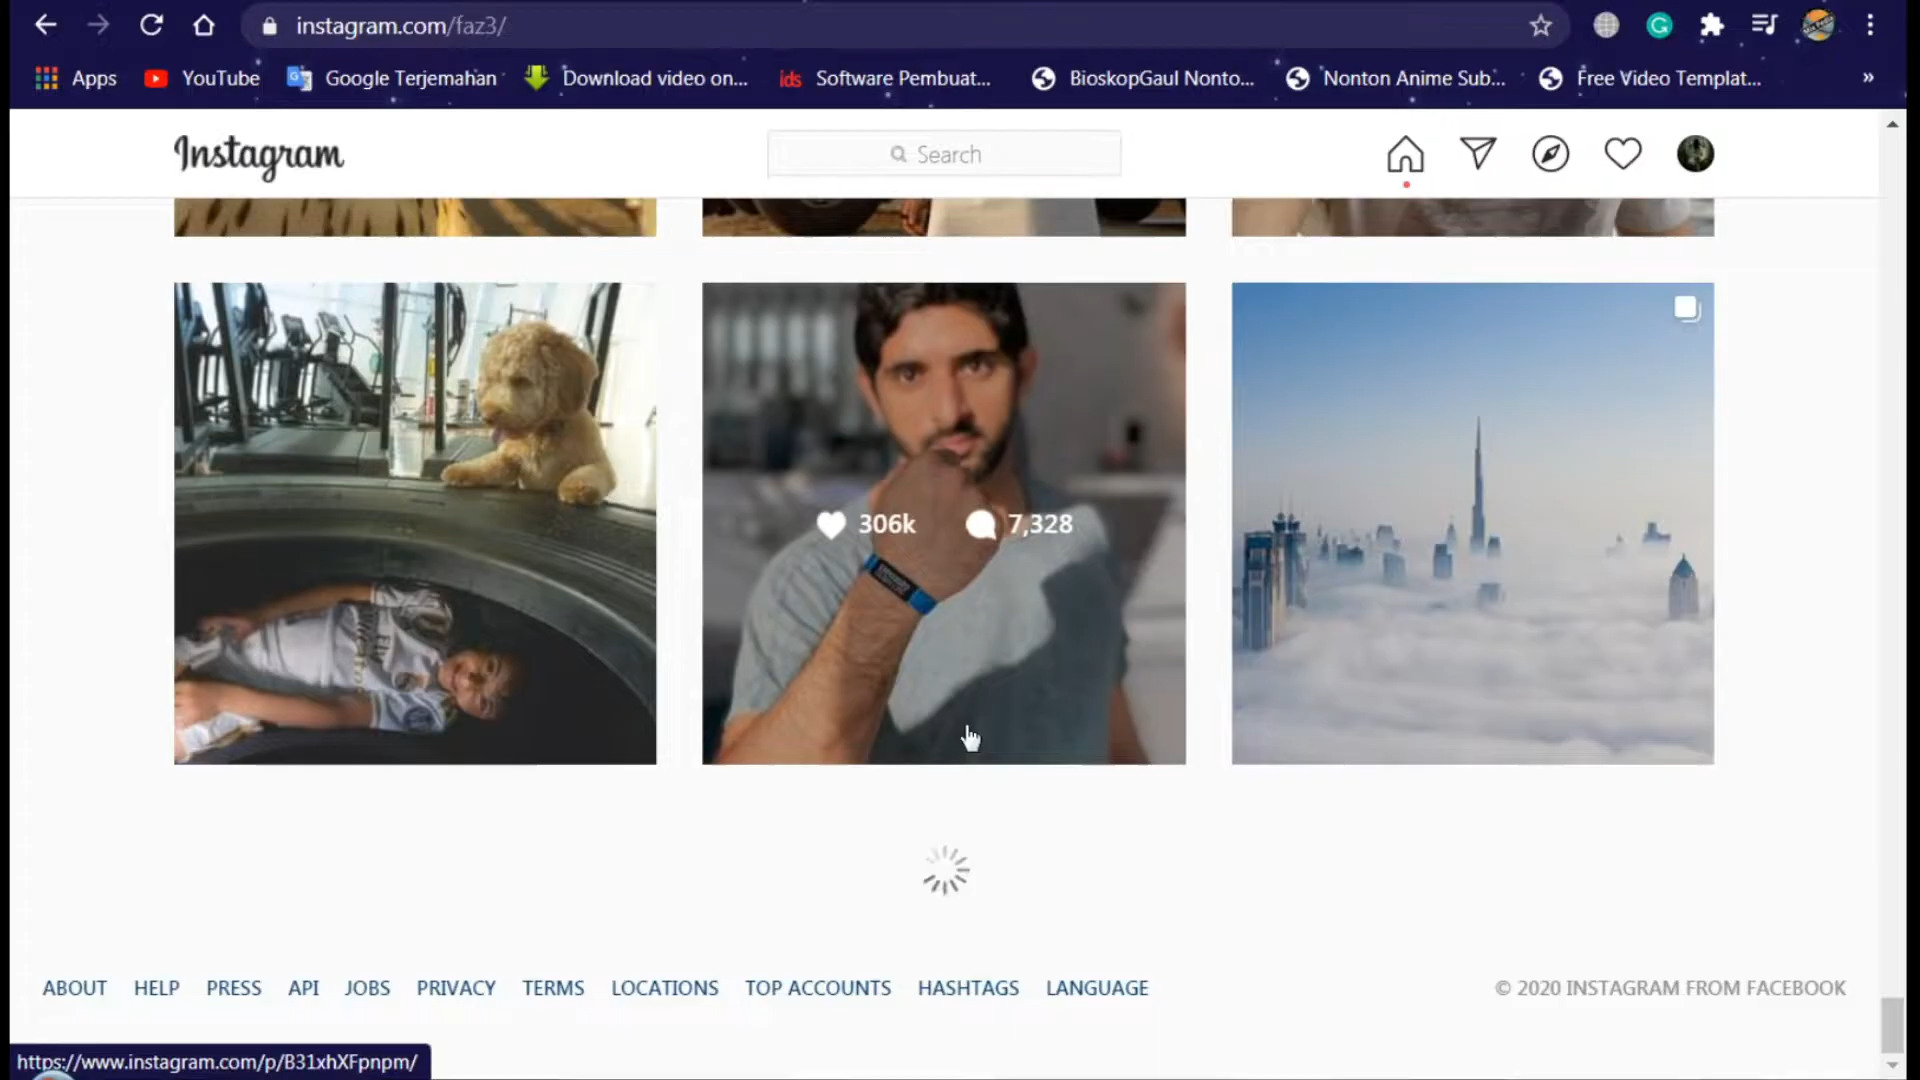 instagram.com/faz3/
Apps YouTube Google Terjemahan Download video on... ids Software Pembuat... BioskopGaul Nonto... Nonton Anime Sub... Free Video Templat... »
Instagram Search
306k 7,328
ABOUT HELP PRESS API JOBS PRIVACY TERMS LOCATIONS TOP ACCOUNTS HASHTAGS LANGUAGE © 2020 INSTAGRAM FROM FACEBOOK
https://www.instagram.com/p/B31xhXFpnpm/